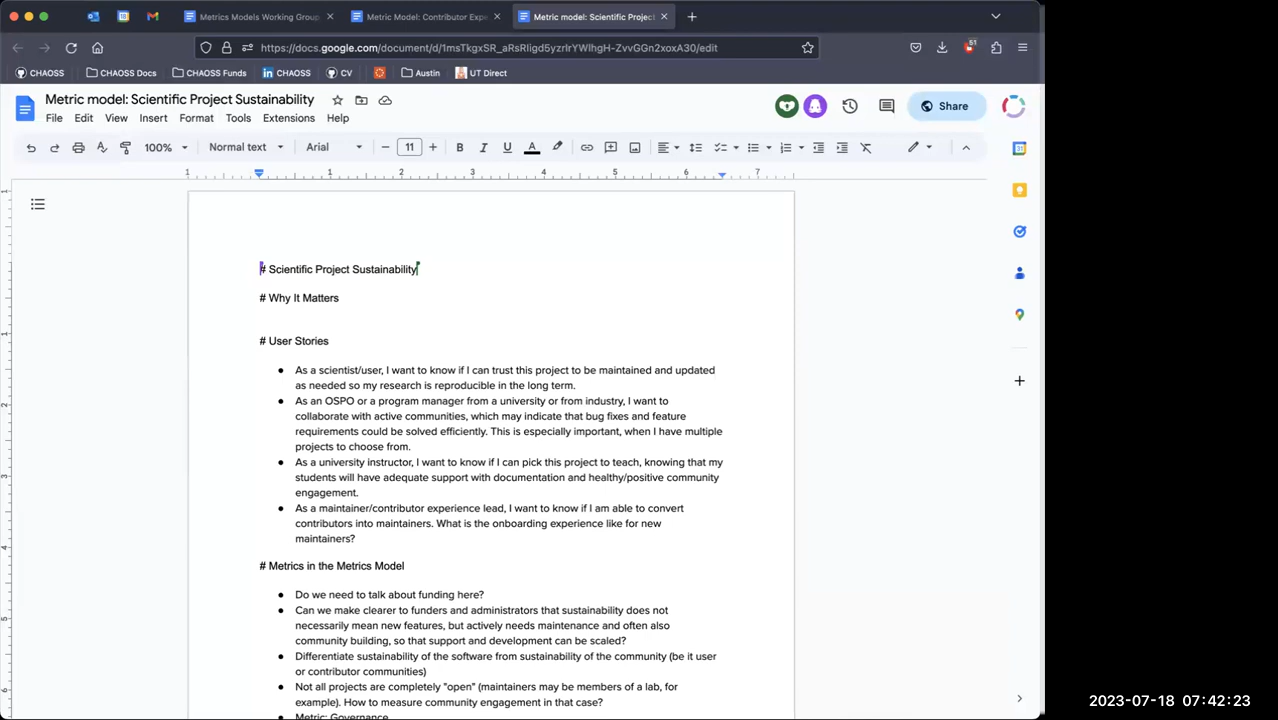 Metrics Models Working Group
Metric Model: Contributor Expe
Metric model: Scientific Project
https://docs.google.com/document/d/1msTkgxSR_aRsRIigd5yzrIrYWIhgH-ZvvGGn2xoxA30/edit
51
CHAOSS
CHAOSS Docs
CHAOSS Funds
CHAOSS
CV
Austin
UT Direct
Metric model: Scientific Project Sustainability
File Edit View Insert Format Tools Extensions Help
Share
100%
Normal text
Arial
11
1 1 2 3 4 5 6 7
# Scientific Project Sustainability
# Why It Matters
# User Stories
● As a scientist/user, I want to know if I can trust this project to be maintained and updated
as needed so my research is reproducible in the long term.
● As an OSPO or a program manager from a university or from industry, I want to
collaborate with active communities, which may indicate that bug fixes and feature
requirements could be solved efficiently. This is especially important, when I have multiple
projects to choose from.
● As a university instructor, I want to know if I can pick this project to teach, knowing that my
students will have adequate support with documentation and healthy/positive community
engagement.
● As a maintainer/contributor experience lead, I want to know if I am able to convert
contributors into maintainers. What is the onboarding experience like for new
maintainers?
# Metrics in the Metrics Model
● Do we need to talk about funding here?
● Can we make clearer to funders and administrators that sustainability does not
necessarily mean new features, but actively needs maintenance and often also
community building, so that support and development can be scaled?
● Differentiate sustainability of the software from sustainability of the community (be it user
or contributor communities)
● Not all projects are completely "open" (maintainers may be members of a lab, for
example). How to measure community engagement in that case?
● Metric: Governance
2023-07-18 07:42:23